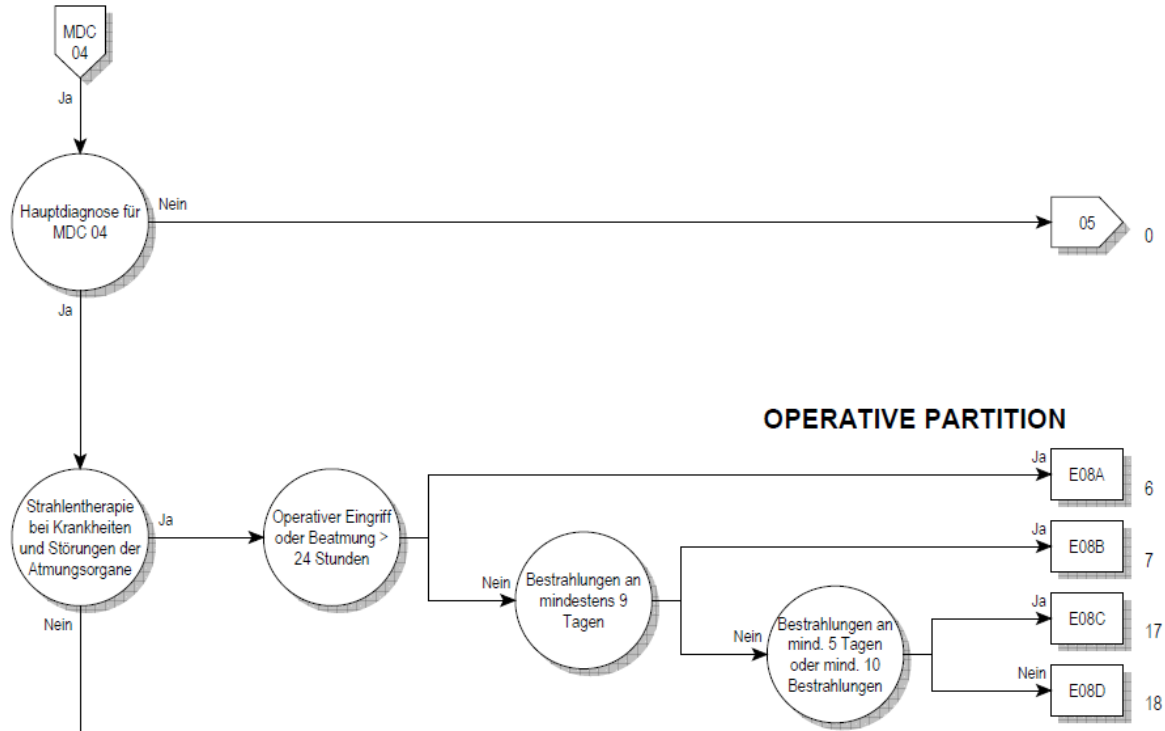 MDC
04
Ja
Hauptdiagnose für
MDC 04
Nein
05
0
Ja
OPERATIVE PARTITION
Strahlentherapie
bei Krankheiten
und Störungen der
Atmungsorgane
Ja
Operativer Eingriff
oder Beatmung >
24 Stunden
Ja
E08A
6
Nein
Bestrahlungen an
mindestens 9
Tagen
Ja
E08B
7
Nein
Bestrahlungen an
mind. 5 Tagen
oder mind. 10
Bestrahlungen
Ja
E08C
17
Nein
E08D
18
Nein